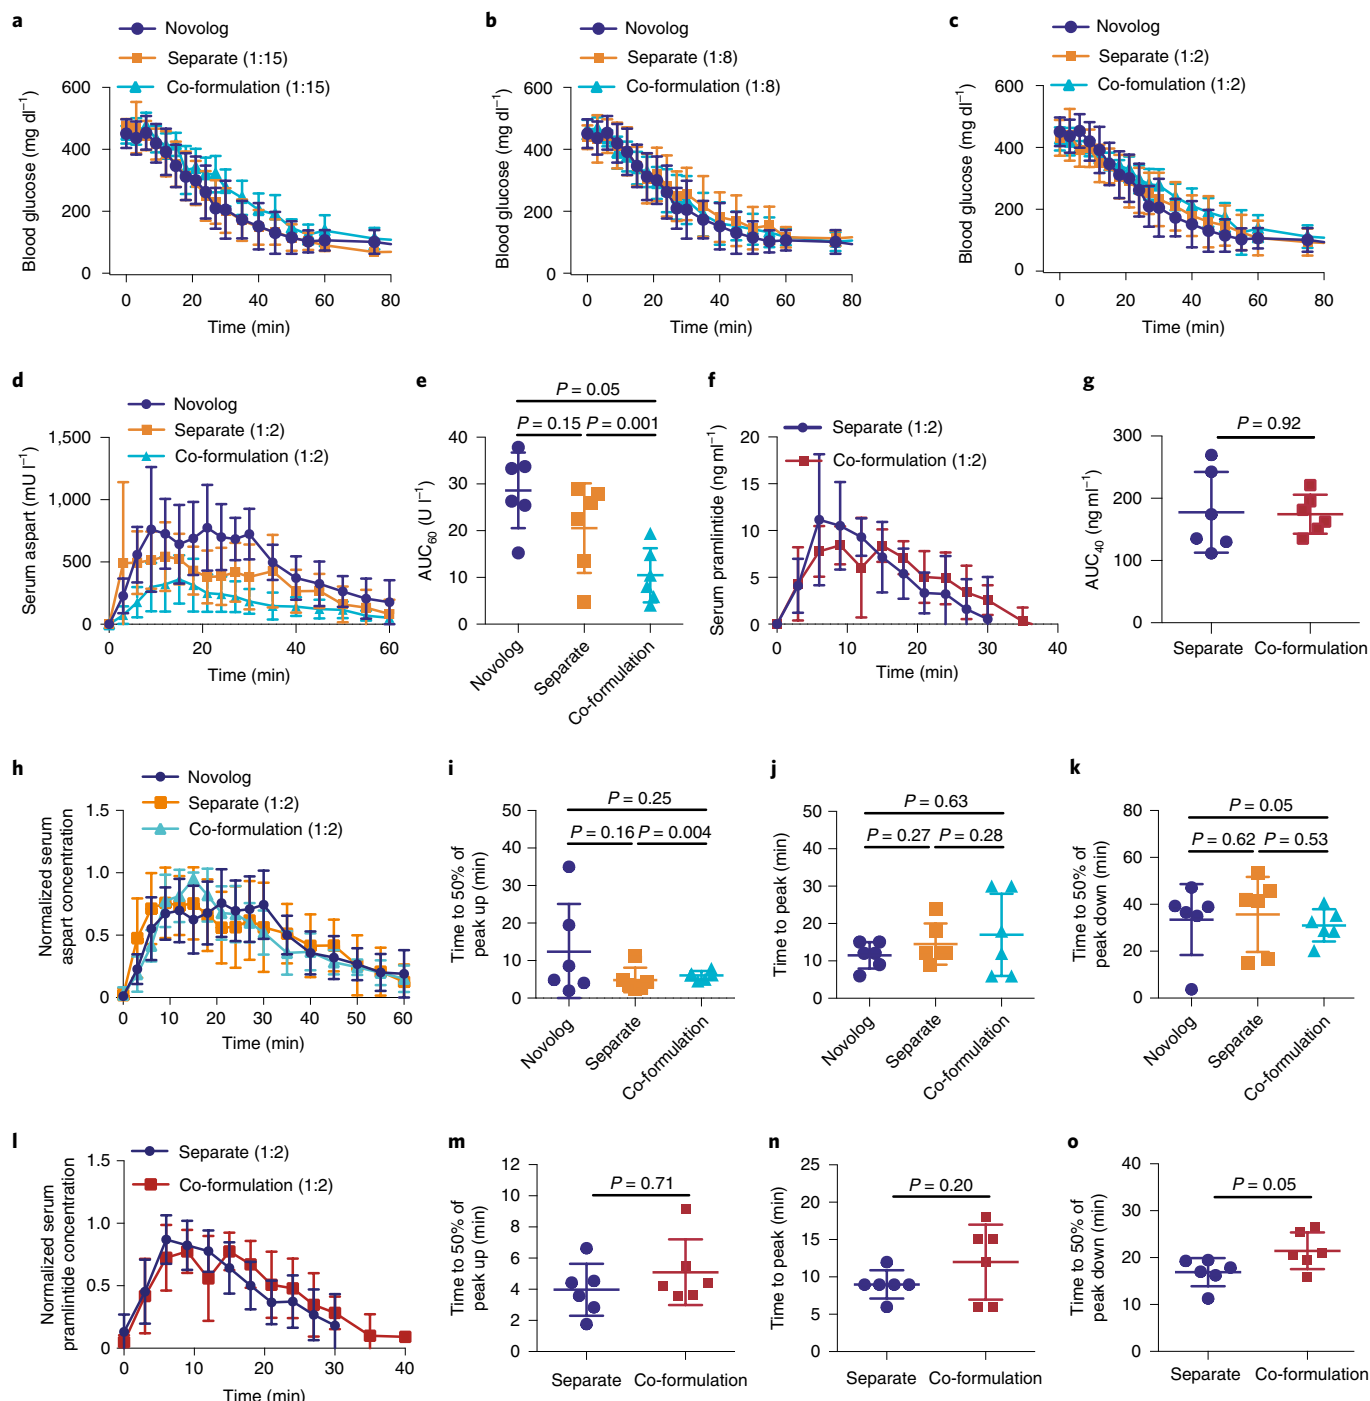 a
Novolog
Separate (1:15)
Co-formulation (1:15)
Blood glucose (mg dl⁻¹)
600
400
200
0
0 20 40 60 80
Time (min)
b
Novolog
Separate (1:8)
Co-formulation (1:8)
Blood glucose (mg dl⁻¹)
600
400
200
0
0 20 40 60 80
Time (min)
c
Novolog
Separate (1:2)
Co-fomulation (1:2)
Blood glucose (mg dl⁻¹)
600
400
200
0
0 20 40 60 80
Time (min)
d
Novolog
Separate (1:2)
Co-formulation (1:2)
Serum aspart (mU l⁻¹)
1,500
1,000
500
0
0 20 40 60
Time (min)
e
P = 0.05
P = 0.15 P = 0.001
AUC₆₀ (U l⁻¹)
40
30
20
10
0
Novolog
Separate
Co-formulation
f
Separate (1:2)
Co-formulation (1:2)
Serum pramlintide (ng ml⁻¹)
20
15
10
5
0
0 10 20 30 40
Time (min)
g
P = 0.92
AUC₄₀ (ng ml⁻¹)
300
200
100
0
Separate Co-formulation
h
Novolog
Separate (1:2)
Co-formulation (1:2)
Normalized serum
aspart concentration
1.5
1.0
0.5
0
0 10 20 30 40 50 60
Time (min)
i
P = 0.25
P = 0.16 P = 0.004
Time to 50% of
peak up (min)
50
40
30
20
10
0
Novolog
Separate
Co-formulation
j
P = 0.63
P = 0.27 P = 0.28
Time to peak (min)
50
40
30
20
10
0
Novolog
Separate
Co-formulation
k
P = 0.05
P = 0.62 P = 0.53
Time to 50% of
peak down (min)
80
60
40
20
0
Novolog
Separate
Co-formulation
l
Separate (1:2)
Co-formulation (1:2)
Normalized serum
pramlintide concentration
1.5
1.0
0.5
0
0 10 20 30 40
Time (min)
m
P = 0.71
Time to 50% of
peak up (min)
12
10
8
6
4
2
0
Separate Co-formulation
n
P = 0.20
Time to peak (min)
25
20
15
10
5
0
Separate Co-formulation
o
P = 0.05
Time to 50% of
peak down (min)
40
30
20
10
0
Separate Co-formulation